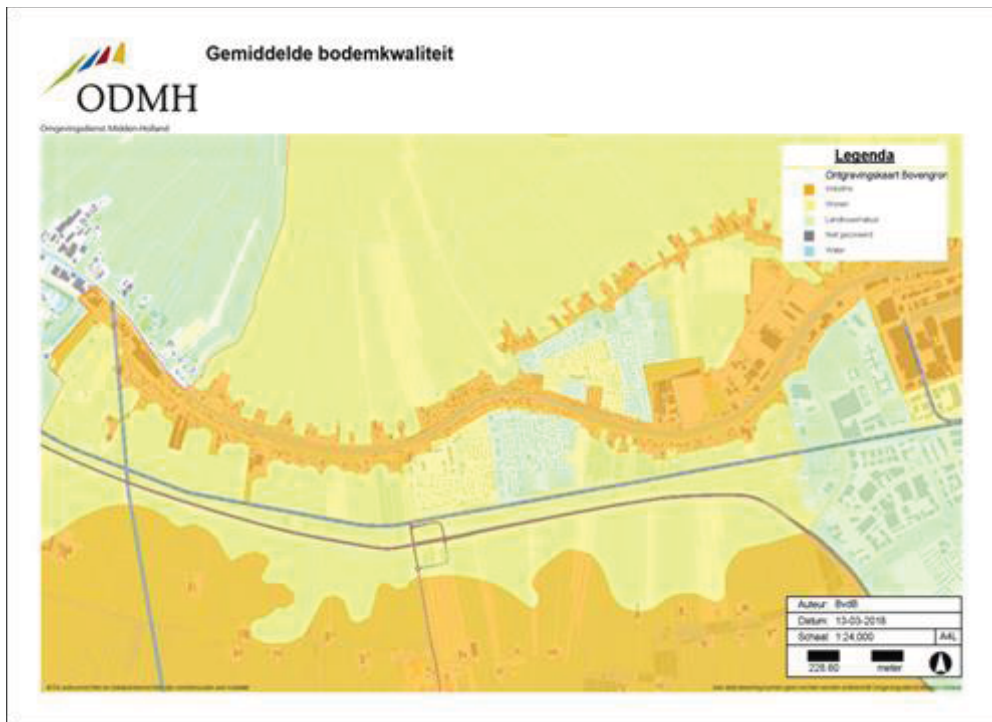 Gemiddelde bodemkwaliteit
ODMH
Omgevingsdienst Midden-Holland
Legenda
Ontgravingskaart Bovengron
Industrie
Wonen
Landbouw/natuur
Niet gezoneerd
Water
Auteur: BvdB
Datum: 13-03-2018
Schaal: 1:24,000
A4L
228.60 meter